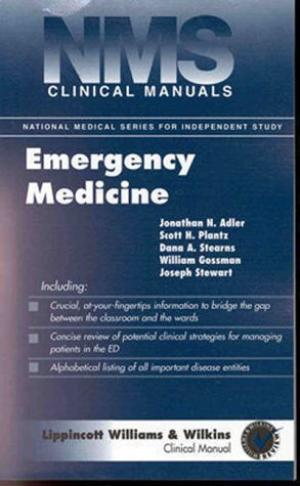 NMS
CLINICAL MANUALS
NATIONAL MEDICAL SERIES FOR INDEPENDENT STUDY
Emergency
Medicine
Jonathan N. Adler
Scott H. Plantz
Dana A. Stearns
William Gossman
Joseph Stewart
Including:
Crucial, at-your-fingertips information to bridge the gap
between the classroom and the wards
Concise review of potential clinical strategies for managing
patients in the ED
Alphabetical listing of all important disease entities
Lippincott Williams & Wilkins
Clinical Manual